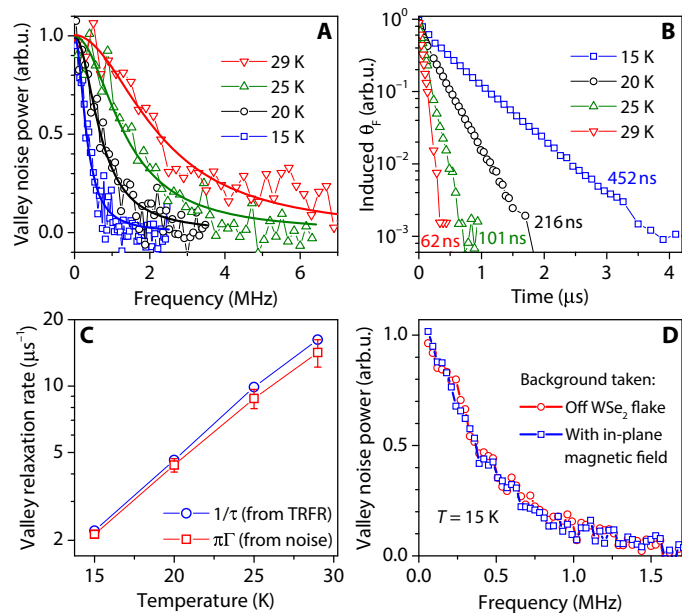 A
Valley noise power (arb.u.)
1.0
0.5
0.0
29 K
25 K
20 K
15 K
0 2 4 6
Frequency (MHz)
B
Induced θF (arb.u.)
10⁰
10⁻¹
10⁻²
10⁻³
15 K
20 K
25 K
29 K
452 ns
216 ns
62 ns
101 ns
0 1 2 3 4
Time (μs)
C
Valley relaxation rate (μs⁻¹)
20
10
5
2
1/τ (from TRFR)
πΓ (from noise)
15 20 25 30
Temperature (K)
D
Valley noise power (arb.u.)
1.0
0.5
0.0
Background taken:
Off WSe₂ flake
With in-plane
magnetic field
T = 15 K
0.0 0.5 1.0 1.5
Frequency (MHz)